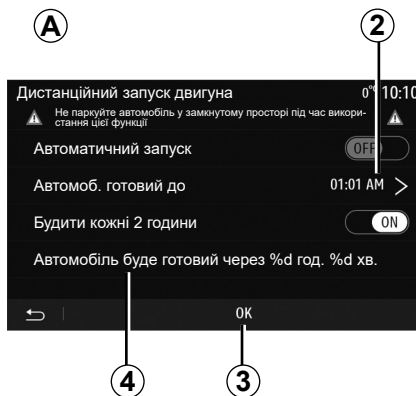 A
2
Дистанційний запуск двигуна 0° 10:10
Не паркуйте автомобіль у замкнутому просторі під час викори-
стання цієї функції
Автоматичний запуск OFF
Автомоб. готовий до 01:01 AM >
Будити кожні 2 години ON
Автомобіль буде готовий через %d год. %d хв.
OK
4
3